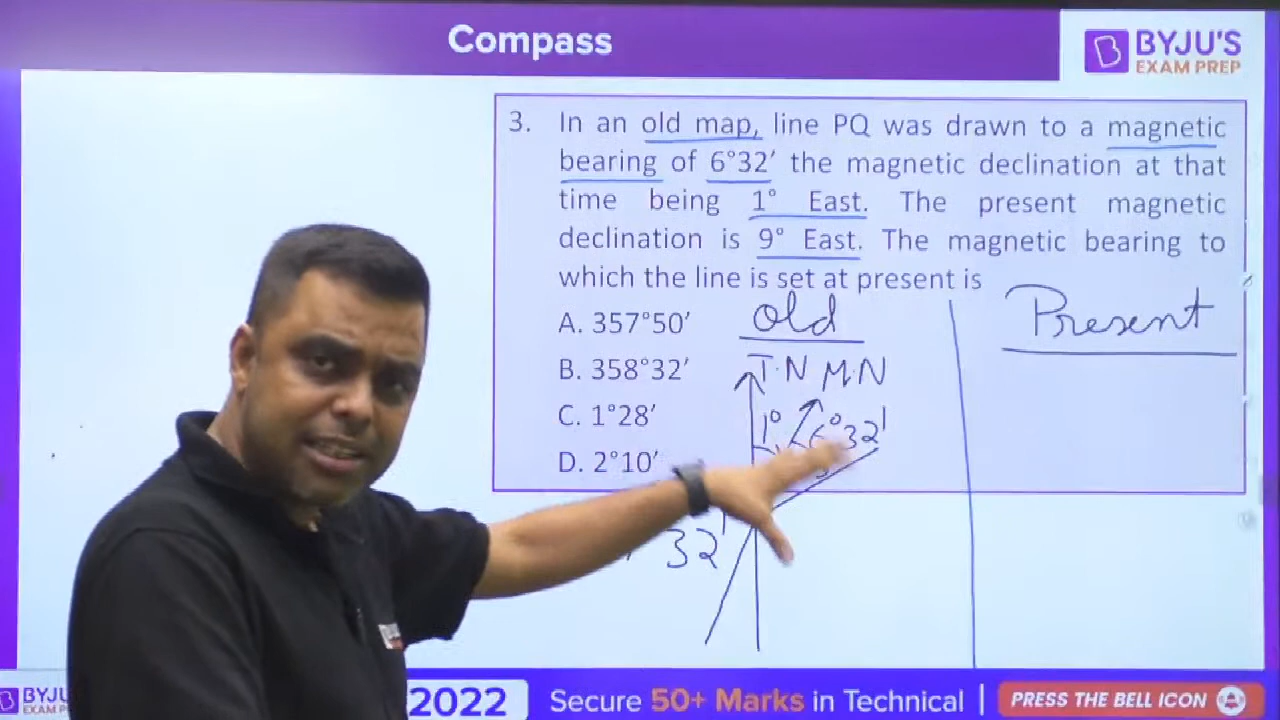 Compass
BYJU'S
EXAM PREP
3. In an old map, line PQ was drawn to a magnetic
bearing of 6°32′ the magnetic declination at that
time being 1° East. The present magnetic
declination is 9° East. The magnetic bearing to
which the line is set at present is
A. 357°50′
B. 358°32′
C. 1°28′
D. 2°10′
old
Present
T.N M.N
1° 6°32'
32'
BYJU
EXAM P
2022
Secure 50+ Marks in Technical
PRESS THE BELL ICON